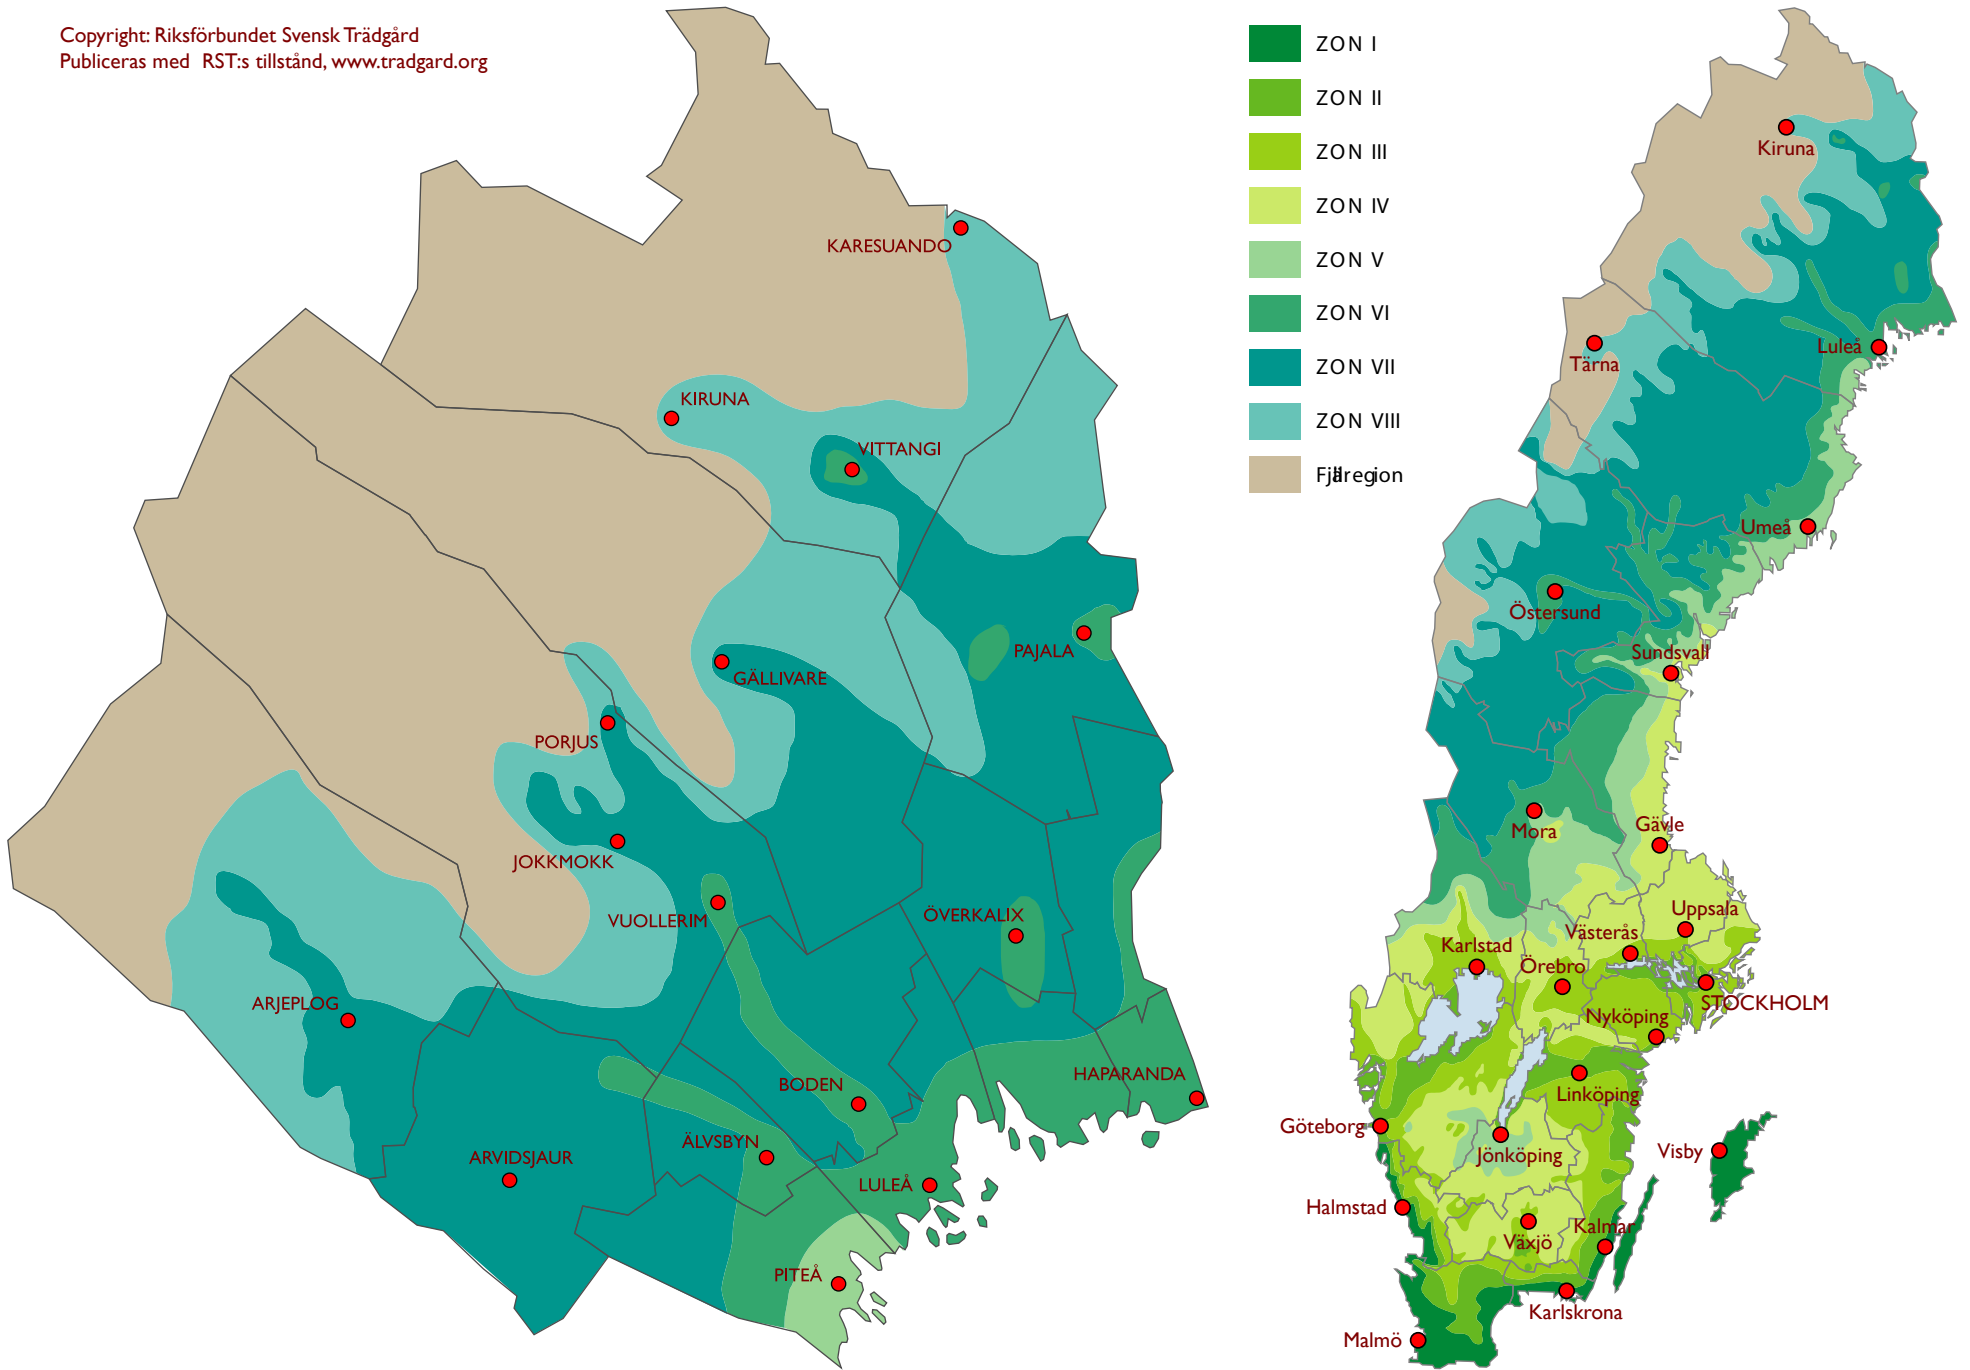 Copyright: Riksförbundet Svensk Trädgård
Publiceras med RST:s tillstånd, www.tradgard.org
KARESUANDO
KIRUNA
VITTANGI
PAJALA
GÄLLIVARE
PORJUS
JOKKMOKK
VUOLLERIM
ÖVERKALIX
ARJEPLOG
HAPARANDA
BODEN
ÄLVSBYN
ARVIDSJAUR
LULEÅ
PITEÅ
ZON I
ZON II
ZON III
ZON IV
ZON V
ZON VI
ZON VII
ZON VIII
Fjällregion
Kiruna
Luleå
Tärna
Umeå
Östersund
Sundsvall
Mora
Gävle
Uppsala
Västerås
Karlstad
Örebro
STOCKHOLM
Nyköping
Linköping
Göteborg
Jönköping
Visby
Halmstad
Kalmar
Växjö
Karlskrona
Malmö